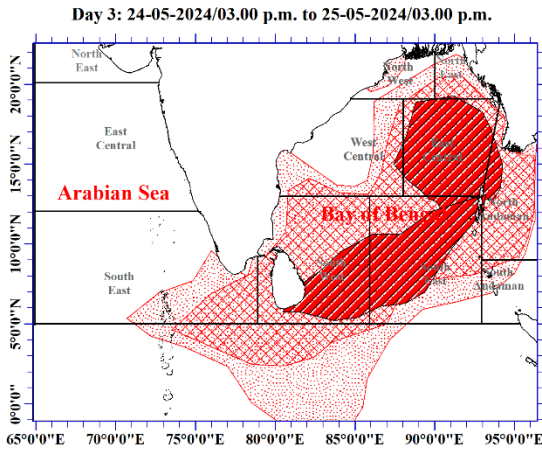 Day 3: 24-05-2024/03.00 p.m. to 25-05-2024/03.00 p.m.
North
East
North
West
North
East
East
Central
West
Central
East
Central
Arabian Sea
Bay of Bengal
North
Andaman
South
East
South
West
South
East
South
Andaman
20°0'0"N
15°0'0"N
10°0'0"N
5°0'0"N
0°0'0"
65°0'0"E
70°0'0"E
75°0'0"E
80°0'0"E
85°0'0"E
90°0'0"E
95°0'0"E